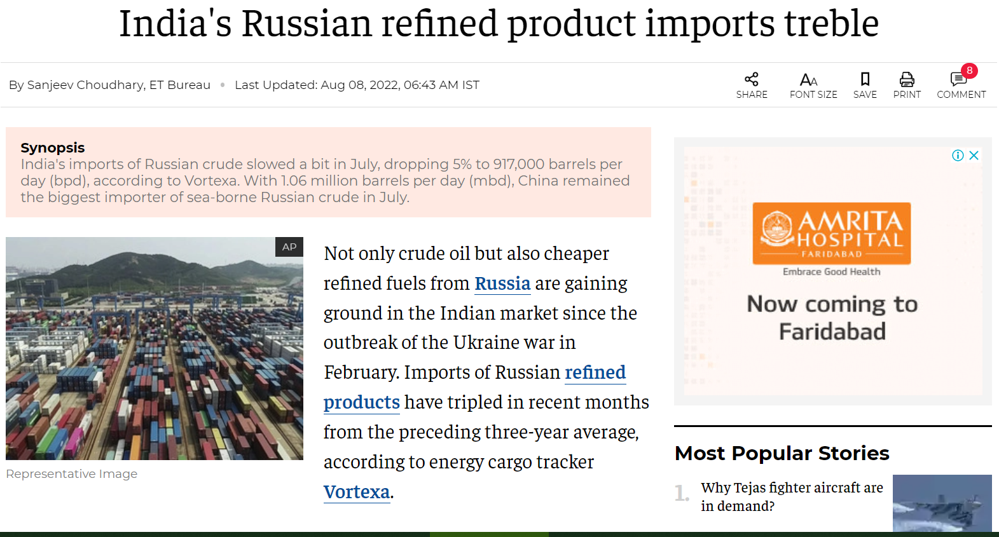 India's Russian refined product imports treble
By Sanjeev Choudhary, ET Bureau • Last Updated: Aug 08, 2022, 06:43 AM IST
SHARE
FONT SIZE
SAVE
PRINT
8
COMMENT
Synopsis
India's imports of Russian crude slowed a bit in July, dropping 5% to 917,000 barrels per
day (bpd), according to Vortexa. With 1.06 million barrels per day (mbd), China remained
the biggest importer of sea-borne Russian crude in July.
AP
Representative Image
Not only crude oil but also cheaper
refined fuels from Russia are gaining
ground in the Indian market since the
outbreak of the Ukraine war in
February. Imports of Russian refined
products have tripled in recent months
from the preceding three-year average,
according to energy cargo tracker
Vortexa.
AMRITA
HOSPITAL
FARIDABAD
Embrace Good Health
Now coming to
Faridabad
Most Popular Stories
1. Why Tejas fighter aircraft are
in demand?